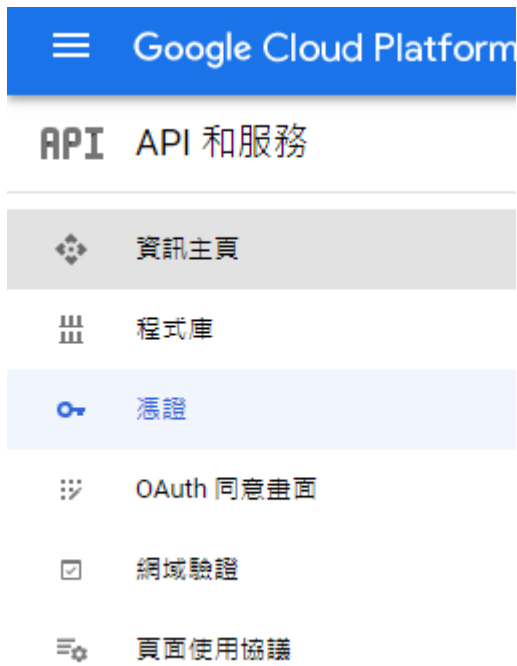 Google Cloud Platform
API API 和服務
資訊主頁
程式庫
憑證
OAuth 同意畫面
網域驗證
頁面使用協議